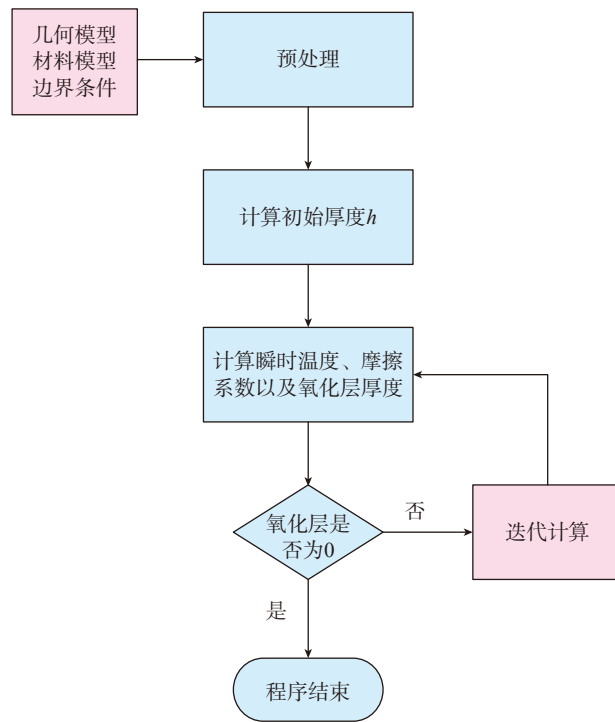 几何模型
材料模型
边界条件
预处理
计算初始厚度h
计算瞬时温度、摩擦
系数以及氧化层厚度
氧化层是
否为0
否
迭代计算
是
程序结束